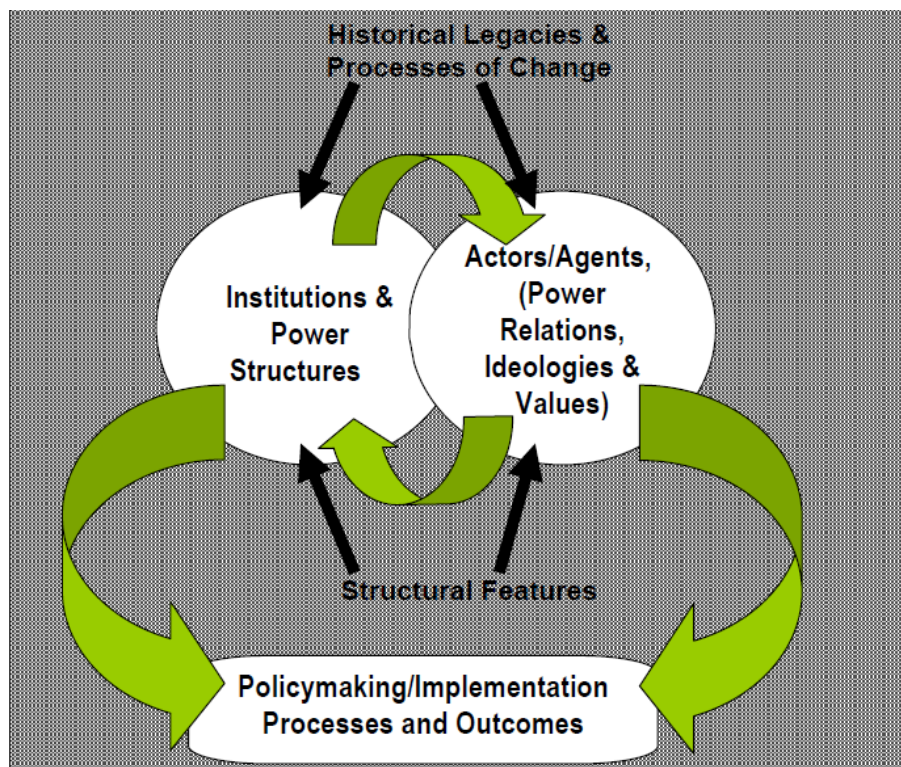 Historical Legacies &
Processes of Change
Institutions &
Power
Structures
Actors/Agents,
(Power
Relations,
Ideologies &
Values)
Structural Features
Policymaking/Implementation
Processes and Outcomes